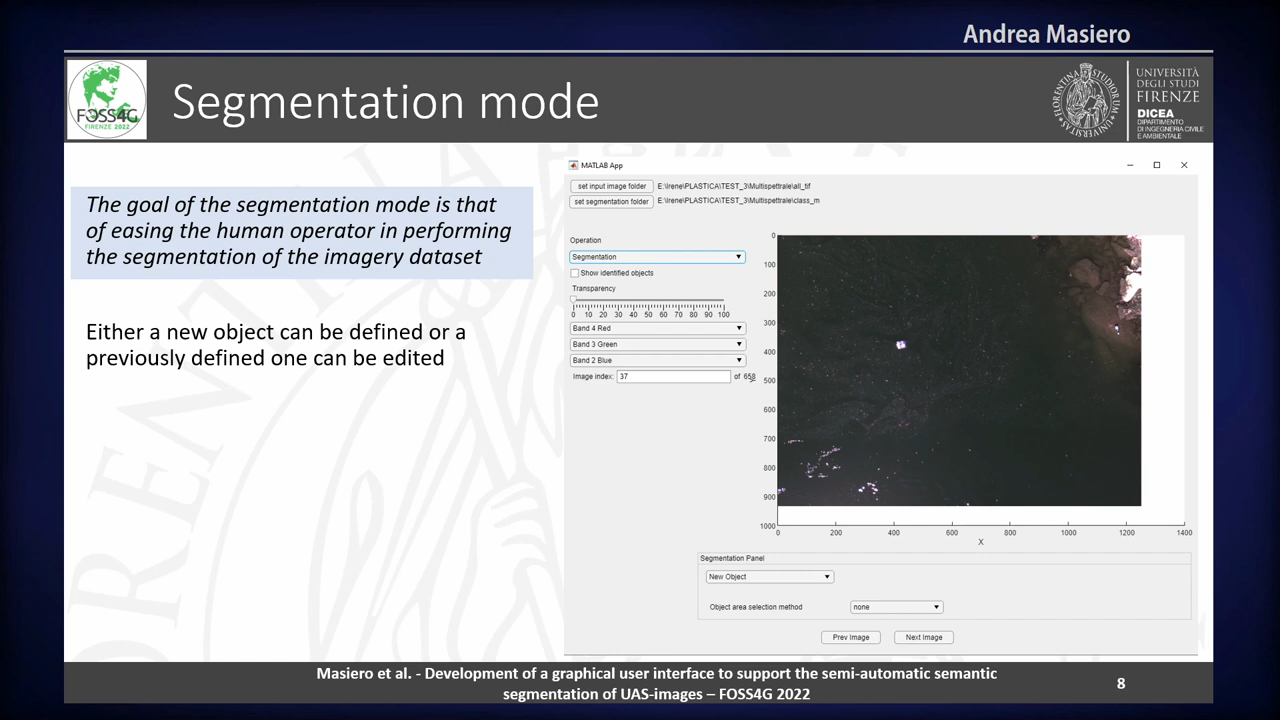 Andrea Masiero
FOSS4G
FIRENZE 2022
Segmentation mode
UNIVERSITÀ
DEGLI STUDI
FIRENZE
DICEA
DIPARTIMENTO
DI INGEGNERIA CIVILE
E AMBIENTALE
The goal of the segmentation mode is that
of easing the human operator in performing
the segmentation of the imagery dataset
Either a new object can be defined or a
previously defined one can be edited
MATLAB App
set input image folder E:\Irene\PLASTICA\TEST_3\Multispettrale\all_tif
set segmentation folder E:\Irene\PLASTICA\TEST_3\Multispettrale\class_m
Operation
Segmentation
Show identified objects
Transparency
0 10 20 30 40 50 60 70 80 90 100
Band 4 Red
Band 3 Green
Band 2 Blue
Image index: 37 of 658
0
100
200
300
400
500
600
700
800
900
1000
0 200 400 600 800 1000 1200 1400
X
Segmentation Panel
New Object
Object area selection method none
Prev Image Next Image
Masiero et al. - Development of a graphical user interface to support the semi-automatic semantic
segmentation of UAS-images – FOSS4G 2022
8